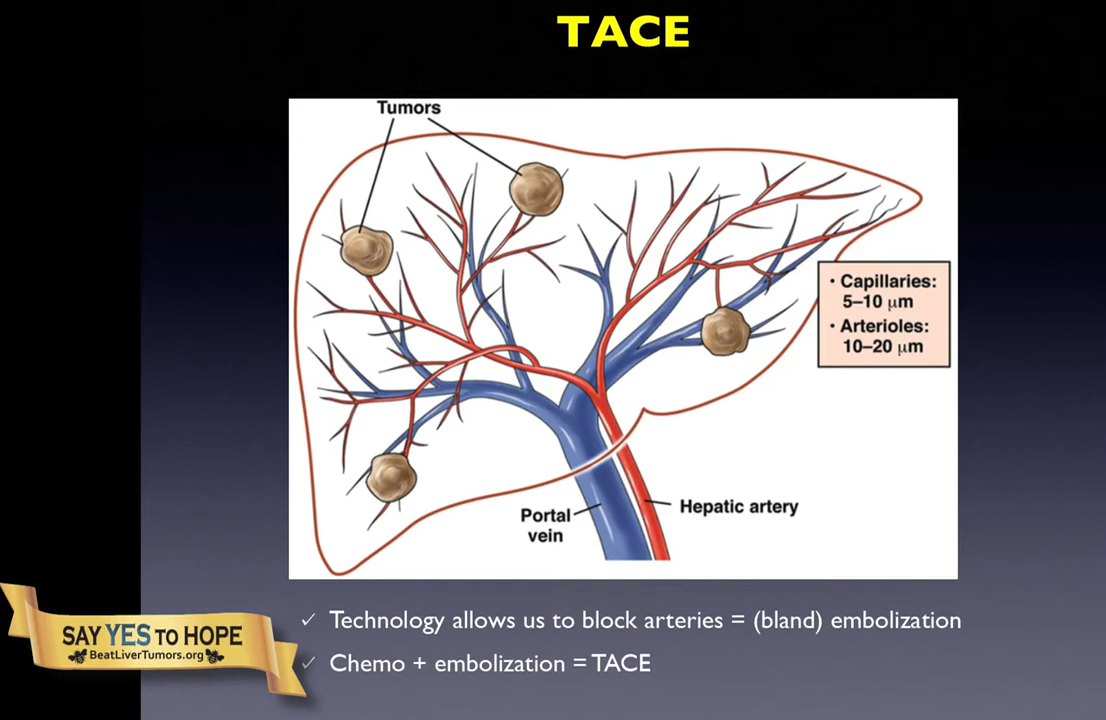 TACE
Tumors
• Capillaries:
5–10 μm
• Arterioles:
10–20 μm
Hepatic artery
Portal
vein
✓ Technology allows us to block arteries = (bland) embolization
✓ Chemo + embolization = TACE
SAY YES TO HOPE
BeatLiverTumors.org